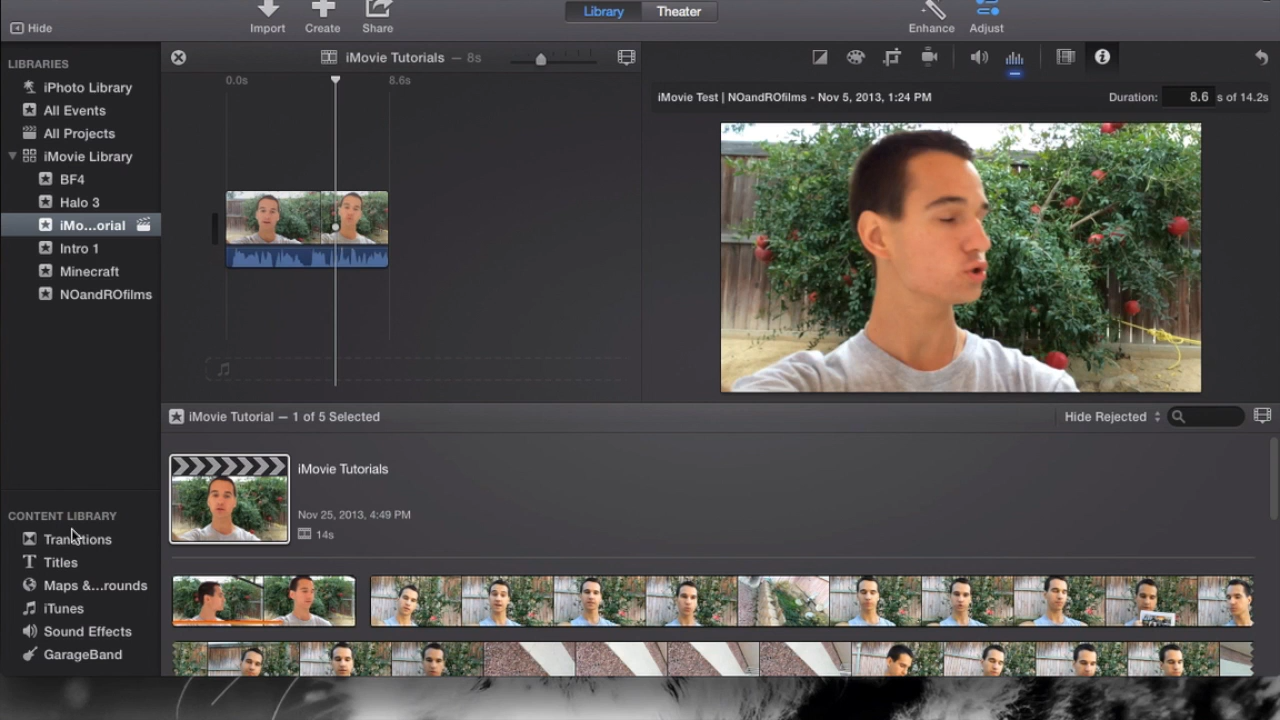 Library Theater
Hide Import Create Share Enhance Adjust
LIBRARIES
iPhoto Library
All Events
All Projects
iMovie Library
BF4
Halo 3
iMo...orial
Intro 1
Minecraft
NOandROfilms
CONTENT LIBRARY
Transitions
Titles
Maps &...rounds
iTunes
Sound Effects
GarageBand
iMovie Tutorials — 8s
0.0s 8.6s
iMovie Test | NOandROfilms - Nov 5, 2013, 1:24 PM Duration: 8.6 s of 14.2s
iMovie Tutorial — 1 of 5 Selected Hide Rejected
iMovie Tutorials
Nov 25, 2013, 4:49 PM
14s